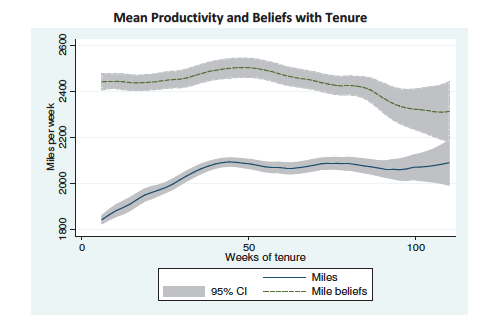 Mean Productivity and Beliefs with Tenure
Miles per week
2600
2400
2200
2000
1800
0
50
100
Weeks of tenure
Miles
95% CI
Mile beliefs